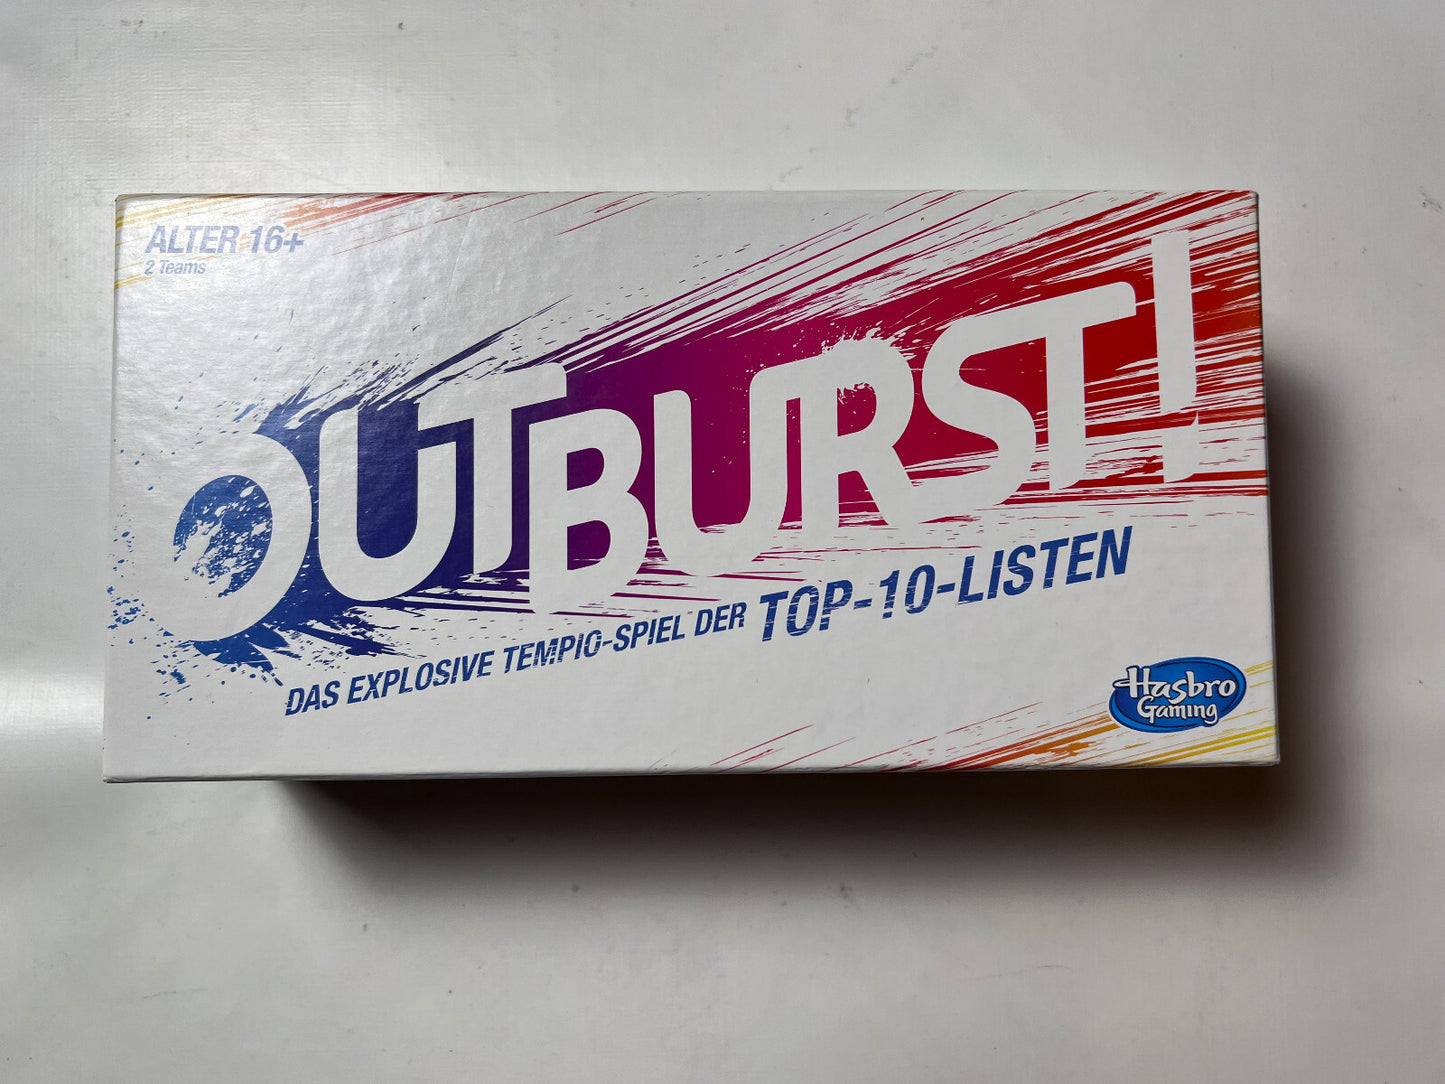 ALTER 16+
2 Teams
OUTBURST!
DAS EXPLOSIVE TEMPIO-SPIEL DER TOP-10-LISTEN
Hasbro
Gaming